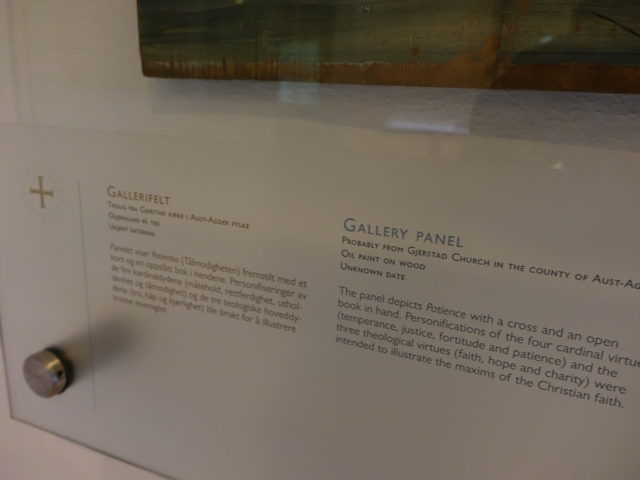 GALLERIFELT
TROLIG FRA GJERSTAD KIRKE I AUST-AGDER FYLKE
OLJEMALING PÅ TRE
UKJENT DATERING
Panelet viser Patientia (Tålmodigheten) fremstilt med et
kors og en oppslått bok i hendene. Personifiseringer av
de fire kardinaldydene (måtehold, rettferdighet, uthol-
denhet og tålmodighet) og de tre teologiske hoveddy-
dene (tro, håp og kjærlighet) ble brukt for å illustrere
kristne leveregler.
GALLERY PANEL
PROBABLY FROM GJERSTAD CHURCH IN THE COUNTY OF AUST-AG
OIL PAINT ON WOOD
UNKNOWN DATE
The panel depicts Patience with a cross and an open
book in hand. Personifications of the four cardinal virtue
(temperance, justice, fortitude and patience) and the
three theological virtues (faith, hope and charity) were
intended to illustrate the maxims of the Christian faith.